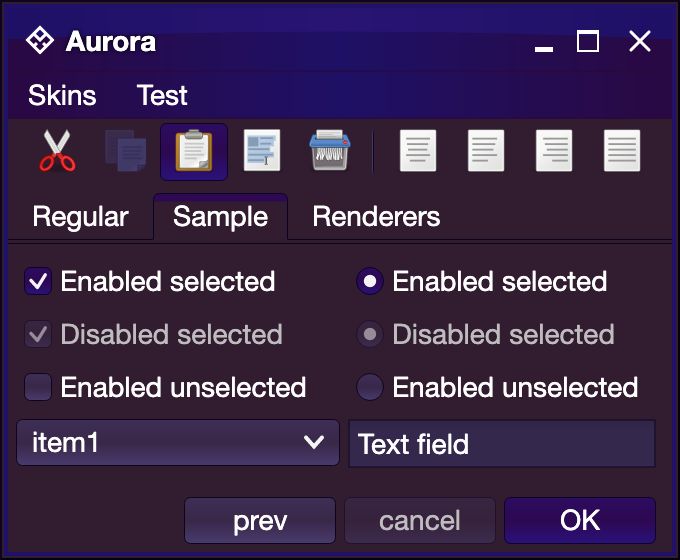 Aurora
Skins Test
Regular Sample Renderers
Enabled selected Enabled selected
Disabled selected Disabled selected
Enabled unselected Enabled unselected
item1 Text field
prev cancel OK